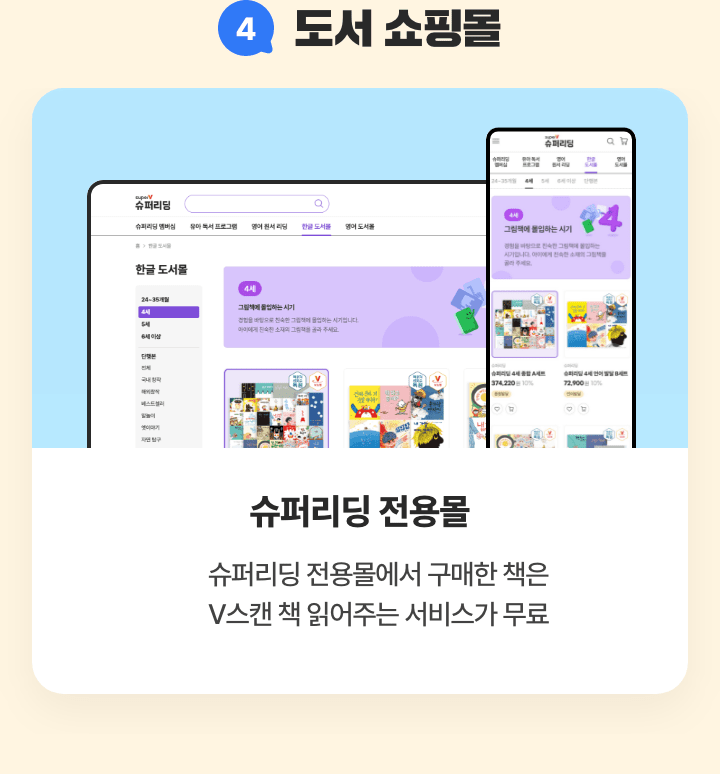 4 도서 쇼핑몰
superV
슈퍼리딩
슈퍼리딩 멤버십 유아 독서 프로그램 영어 원서 리딩 한글 도서몰 영어 도서몰
홈 > 한글 도서몰
한글 도서몰
24~35개월
4세
5세
6세 이상
단행본
전체
국내 창작
해외창작
베스트셀러
말놀이
옛이야기
자연 탐구
4세
그림책에 몰입하는 시기
경험을 바탕으로 친숙한 그림책에 몰입하는 시기입니다.
아이에게 친숙한 소재의 그림책을 골라 주세요.
superV
슈퍼리딩
슈퍼리딩
멤버십
유아 독서
프로그램
영어
원서 리딩
한글
도서몰
영어
도서몰
24~35개월 4세 5세 6세 이상 단행본
4세
그림책에 몰입하는 시기
경험을 바탕으로 친숙한 그림책에 몰입하는
시기입니다. 아이에게 친숙한 소재의 그림책을
골라 주세요.
4
슈퍼리딩
슈퍼리딩 4세 종합 A세트
374,220원 10%
슈퍼리딩
슈퍼리딩 4세 언어 발달 B세트
72,900원 10%
슈퍼리딩 전용몰
슈퍼리딩 전용몰에서 구매한 책은
V스캔 책 읽어주는 서비스가 무료